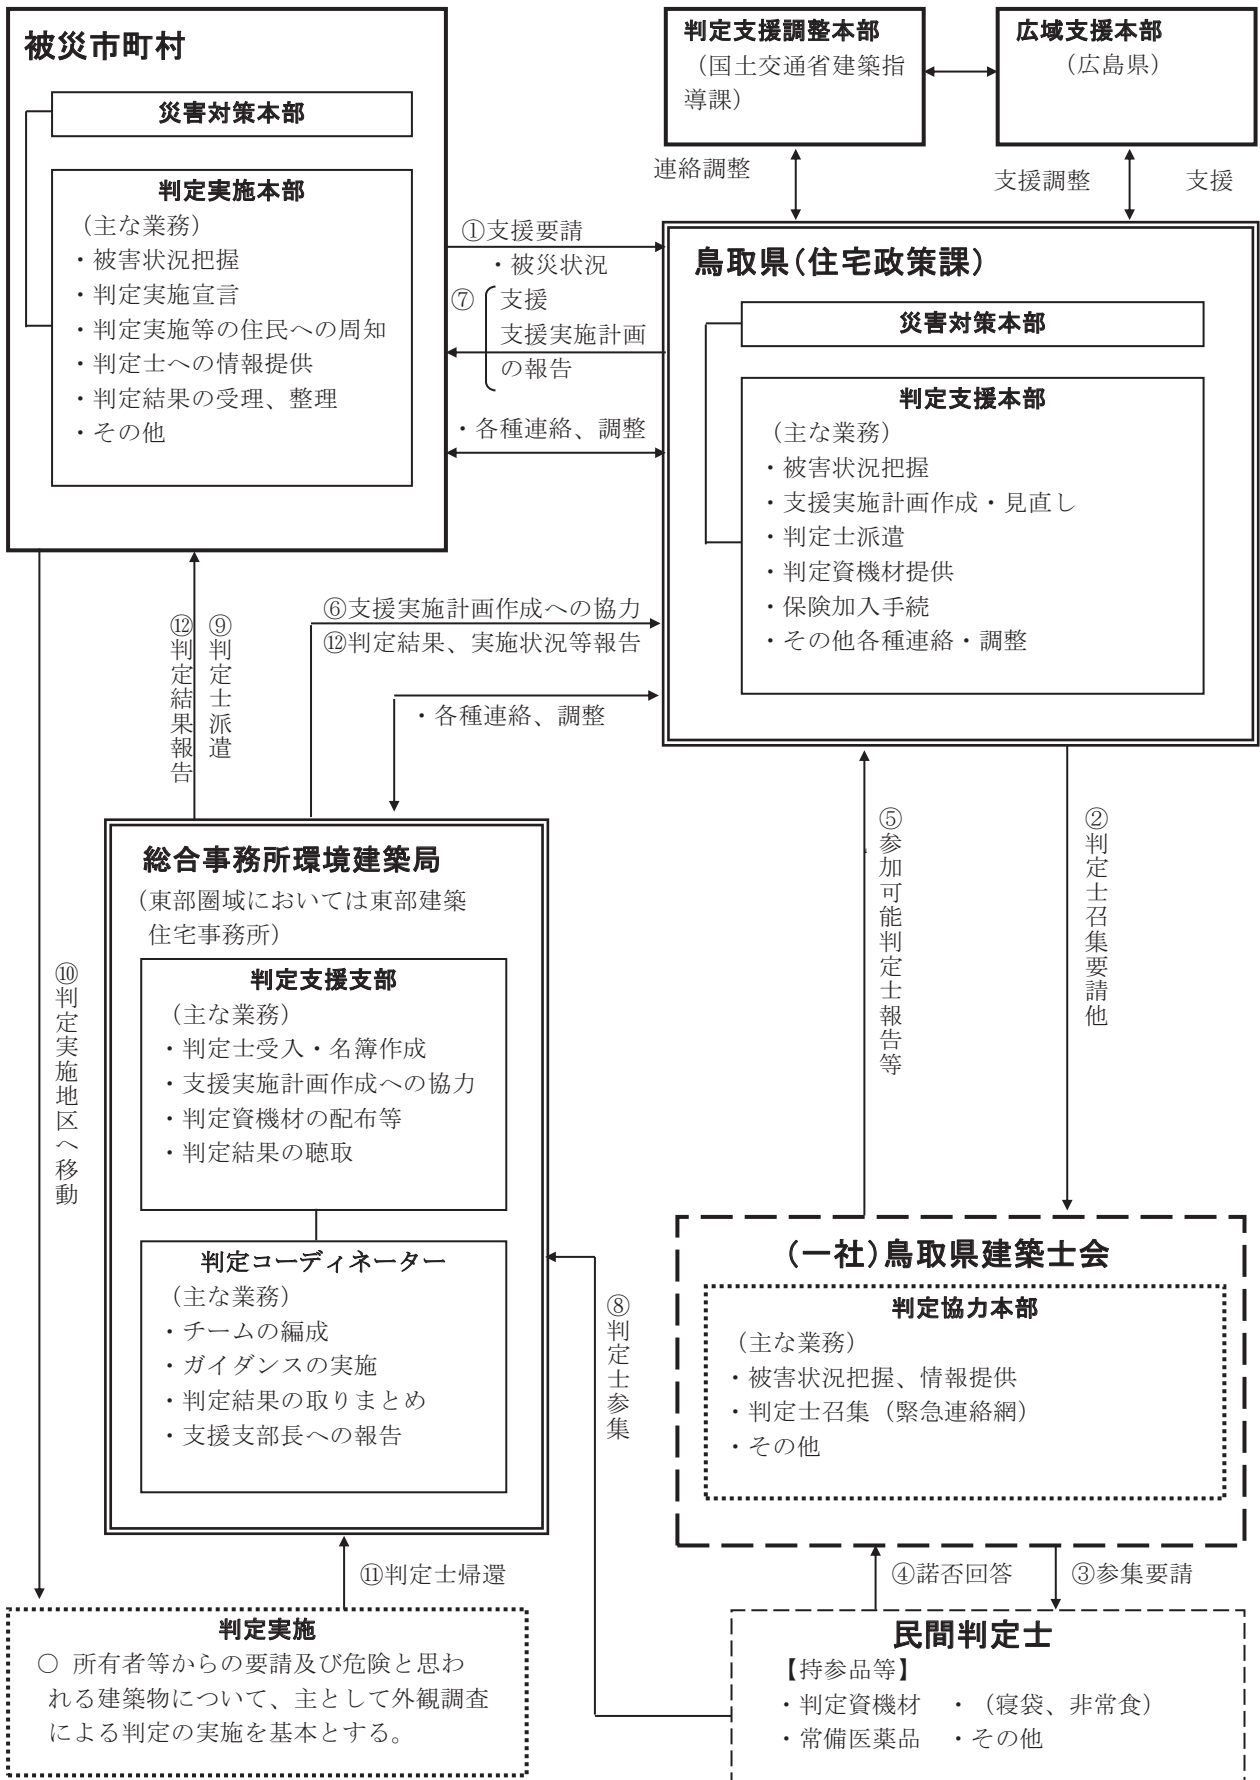 被災市町村
災害対策本部
判定実施本部
（主な業務）
・被害状況把握
・判定実施宣言
・判定実施等の住民への周知
・判定士への情報提供
・判定結果の受理、整理
・その他
判定支援調整本部
（国土交通省建築指
導課）
広域支援本部
（広島県）
連絡調整
支援調整
支援
①支援要請
・被災状況
⑦
支援
支援実施計画
の報告
・各種連絡、調整
鳥取県（住宅政策課）
災害対策本部
判定支援本部
（主な業務）
・被害状況把握
・支援実施計画作成・見直し
・判定士派遣
・判定資機材提供
・保険加入手続
・その他各種連絡・調整
⑥支援実施計画作成への協力
⑫判定結果、実施状況等報告
・各種連絡、調整
⑨判定士派遣
⑫判定結果報告
②判定士召集要請他
⑤参加可能判定士報告等
総合事務所環境建築局
（東部圏域においては東部建築
住宅事務所）
判定支援支部
（主な業務）
・判定士受入・名簿作成
・支援実施計画作成への協力
・判定資機材の配布等
・判定結果の聴取
判定コーディネーター
（主な業務）
・チームの編成
・ガイダンスの実施
・判定結果の取りまとめ
・支援支部長への報告
⑩判定実施地区へ移動
⑧判定士参集
（一社）鳥取県建築士会
判定協力本部
（主な業務）
・被害状況把握、情報提供
・判定士召集（緊急連絡網）
・その他
⑪判定士帰還
④諾否回答
③参集要請
判定実施
○ 所有者等からの要請及び危険と思わ
れる建築物について、主として外観調査
による判定の実施を基本とする。
民間判定士
【持参品等】
・判定資機材 ・（寝袋、非常食）
・常備医薬品 ・その他